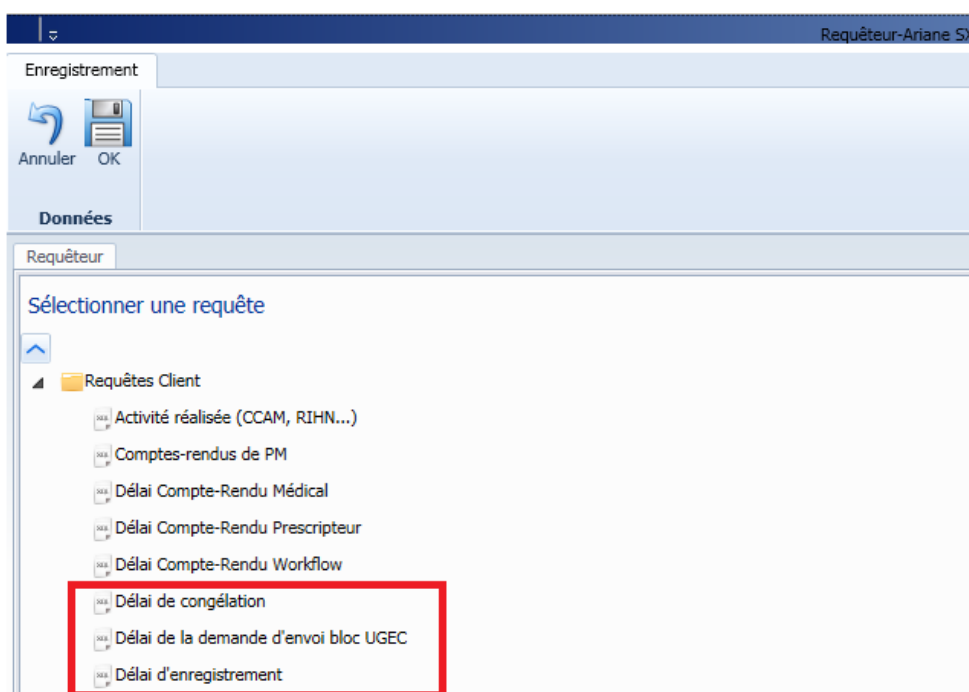 Requêteur-Ariane SX
Enregistrement
Annuler OK
Données
Requêteur
Sélectionner une requête
Requêtes Client
Activité réalisée (CCAM, RIHN...)
Comptes-rendus de PM
Délai Compte-Rendu Médical
Délai Compte-Rendu Prescripteur
Délai Compte-Rendu Workflow
Délai de congélation
Délai de la demande d'envoi bloc UGEC
Délai d'enregistrement